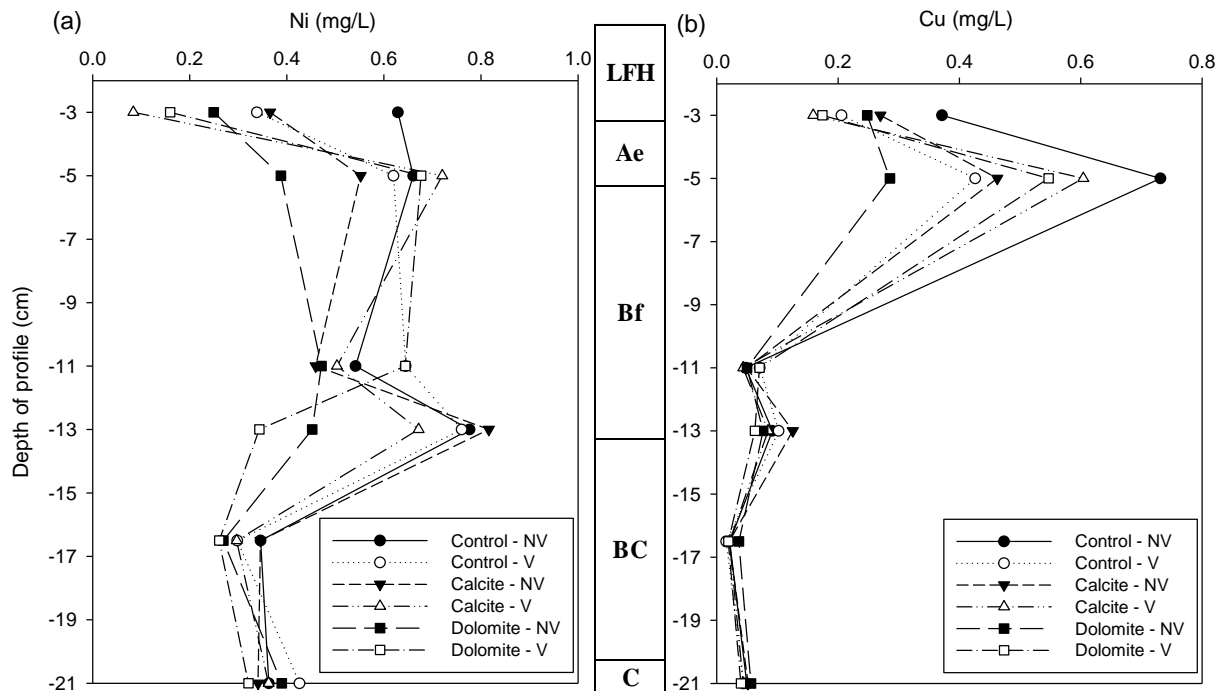 (a)
Ni (mg/L)
0.0 0.2 0.4 0.6 0.8 1.0
Depth of profile (cm)
-3
-5
-7
-9
-11
-13
-15
-17
-19
-21
Control - NV
Control - V
Calcite - NV
Calcite - V
Dolomite - NV
Dolomite - V
LFH
Ae
Bf
BC
C
(b)
Cu (mg/L)
0.0 0.2 0.4 0.6 0.8
-3
-5
-7
-9
-11
-13
-15
-17
-19
-21
Control - NV
Control - V
Calcite - NV
Calcite - V
Dolomite - NV
Dolomite - V